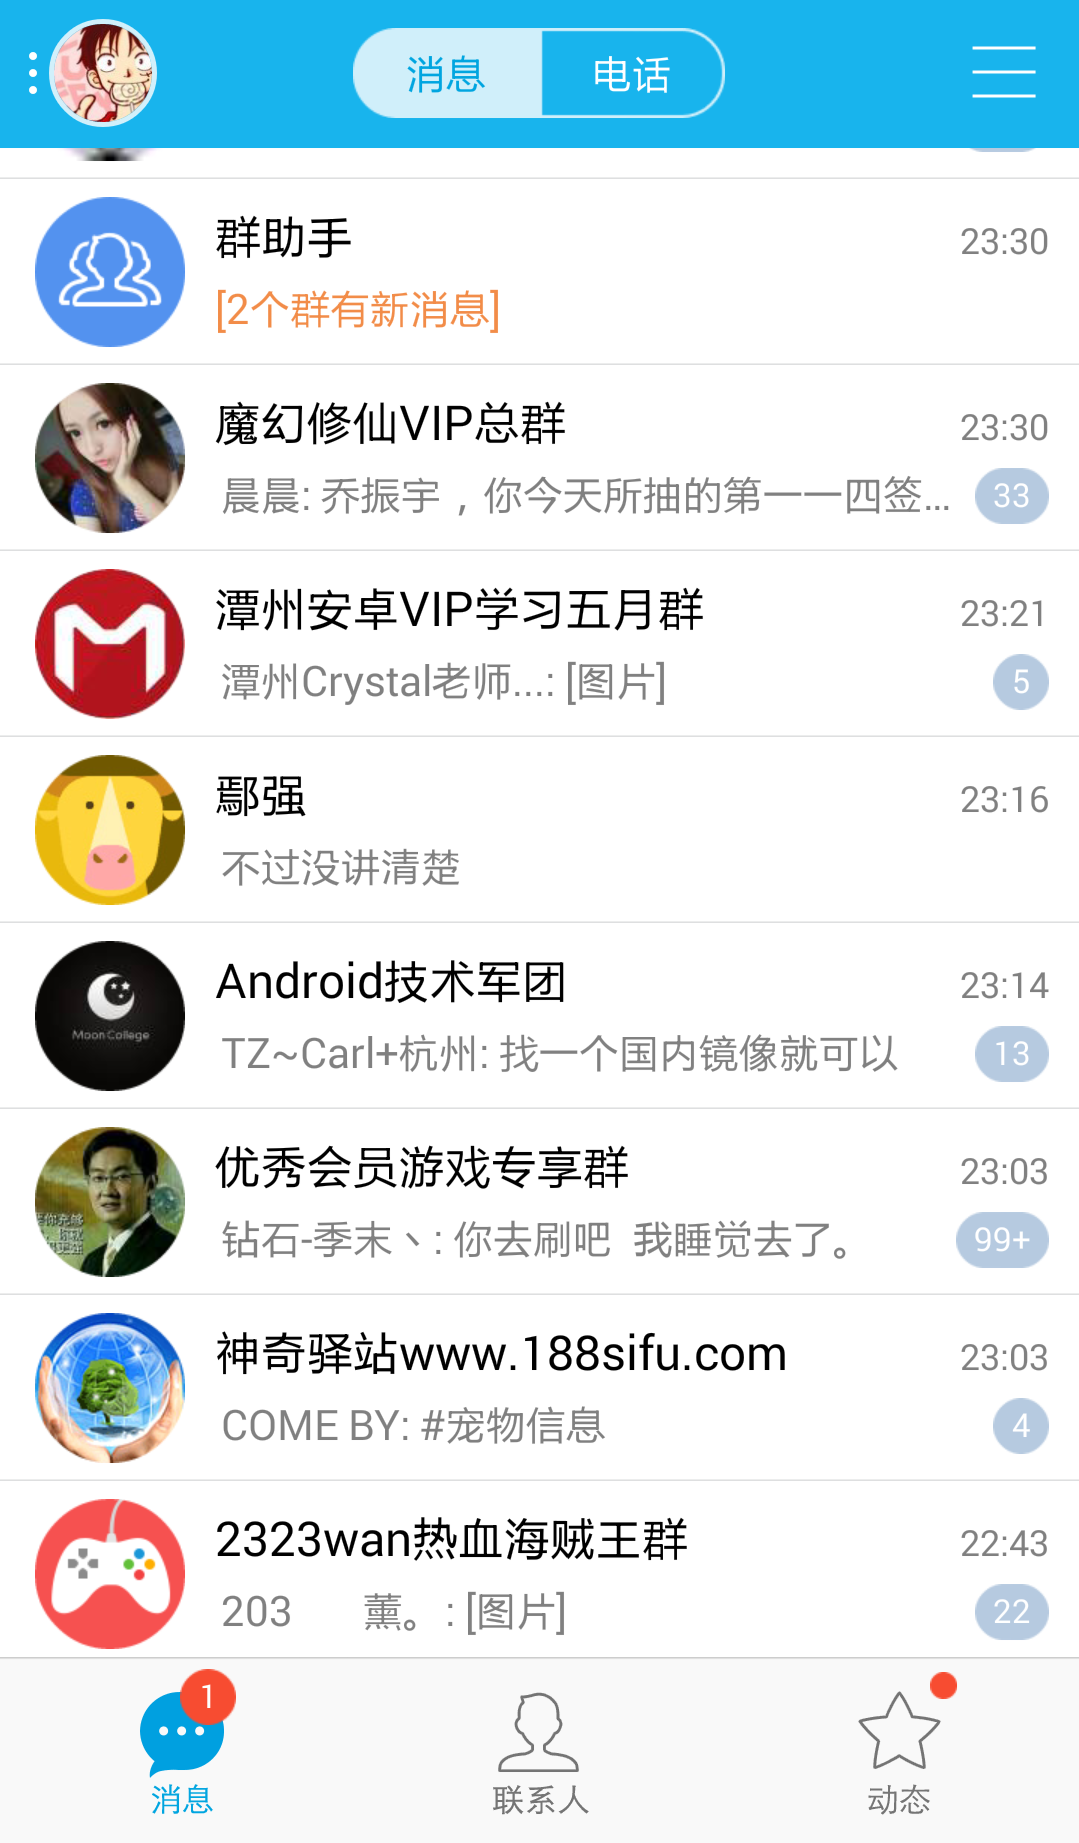 消息 电话
群助手 23:30
[2个群有新消息]
魔幻修仙VIP总群 23:30
晨晨: 乔振宇，你今天所抽的第一一四签... 33
潭州安卓VIP学习五月群 23:21
潭州Crystal老师...: [图片] 5
鄢强 23:16
不过没讲清楚
Android技术军团 23:14
Moon College
TZ~Carl+杭州: 找一个国内镜像就可以 13
优秀会员游戏专享群 23:03
钻石-季末丶: 你去刷吧 我睡觉去了。 99+
神奇驿站www.188sifu.com 23:03
COME BY: #宠物信息 4
2323wan热血海贼王群 22:43
203 薰。: [图片] 22
1
消息 联系人 动态